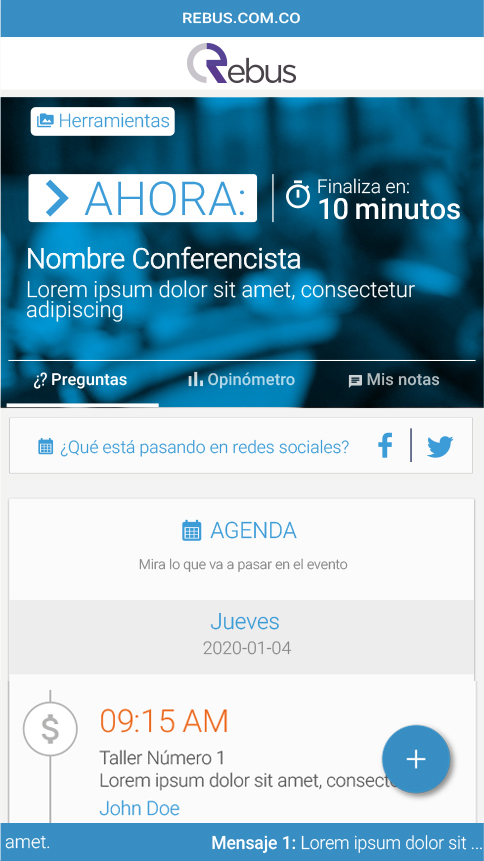 REBUS.COM.CO
Rebus
Herramientas
AHORA:
Finaliza en:
10 minutos
Nombre Conferencista
Lorem ipsum dolor sit amet, consectetur
adipiscing
¿? Preguntas
Opinómetro
Mis notas
¿Qué está pasando en redes sociales?
AGENDA
Mira lo que va a pasar en el evento
Jueves
2020-01-04
$
09:15 AM
Taller Número 1
Lorem ipsum dolor sit amet, consect
John Doe
+
amet.
Mensaje 1: Lorem ipsum dolor sit ...